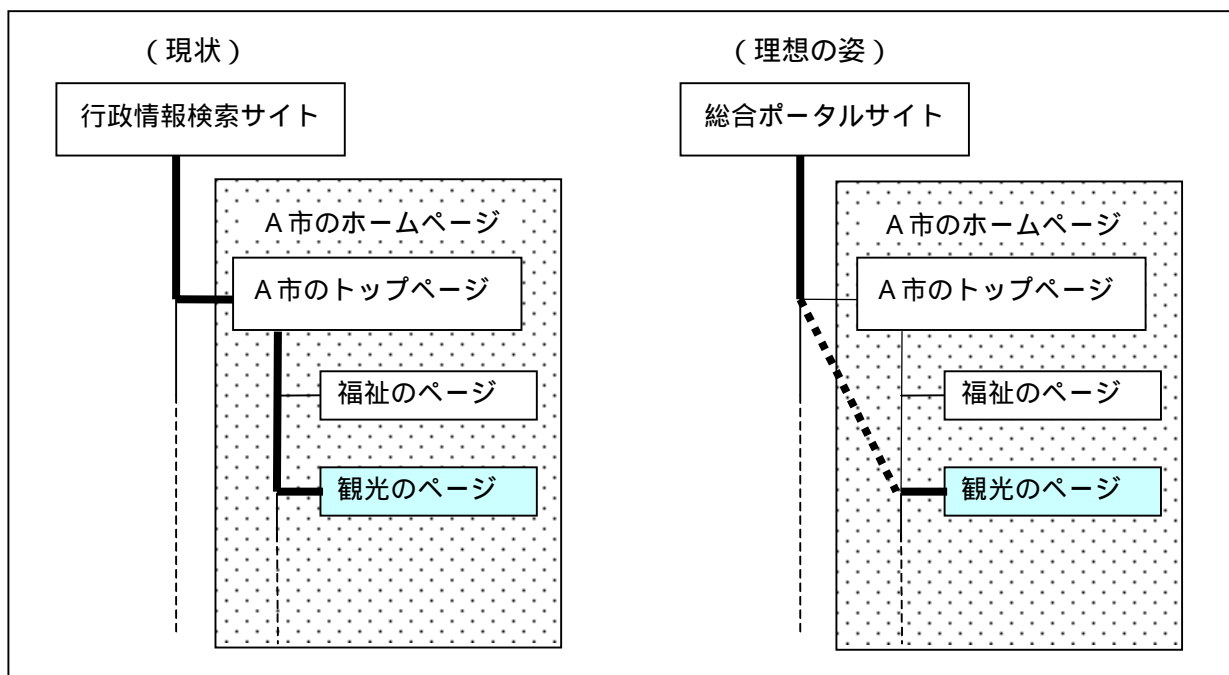 （現状）
行政情報検索サイト
Ａ市のホームページ
Ａ市のトップページ
福祉のページ
観光のページ
（理想の姿）
総合ポータルサイト
Ａ市のホームページ
Ａ市のトップページ
福祉のページ
観光のページ